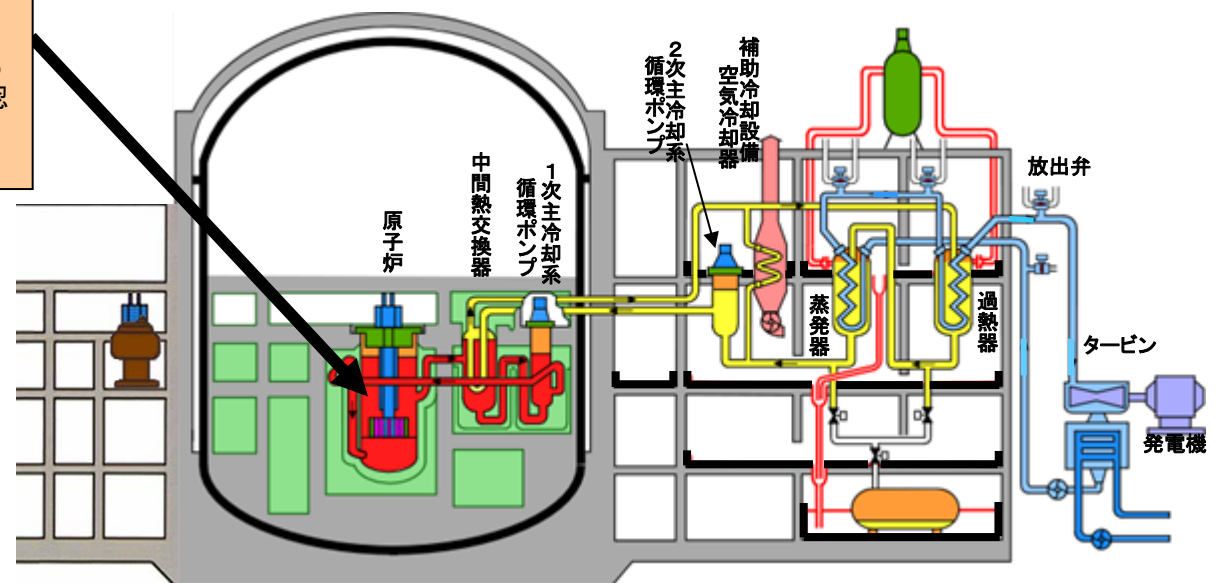 認
原子炉
中間熱交換器
1次主冷却系
循環ポンプ
2次主冷却系
循環ポンプ
補助冷却設備
空気冷却器
蒸発器
過熱器
放出弁
タービン
発電機